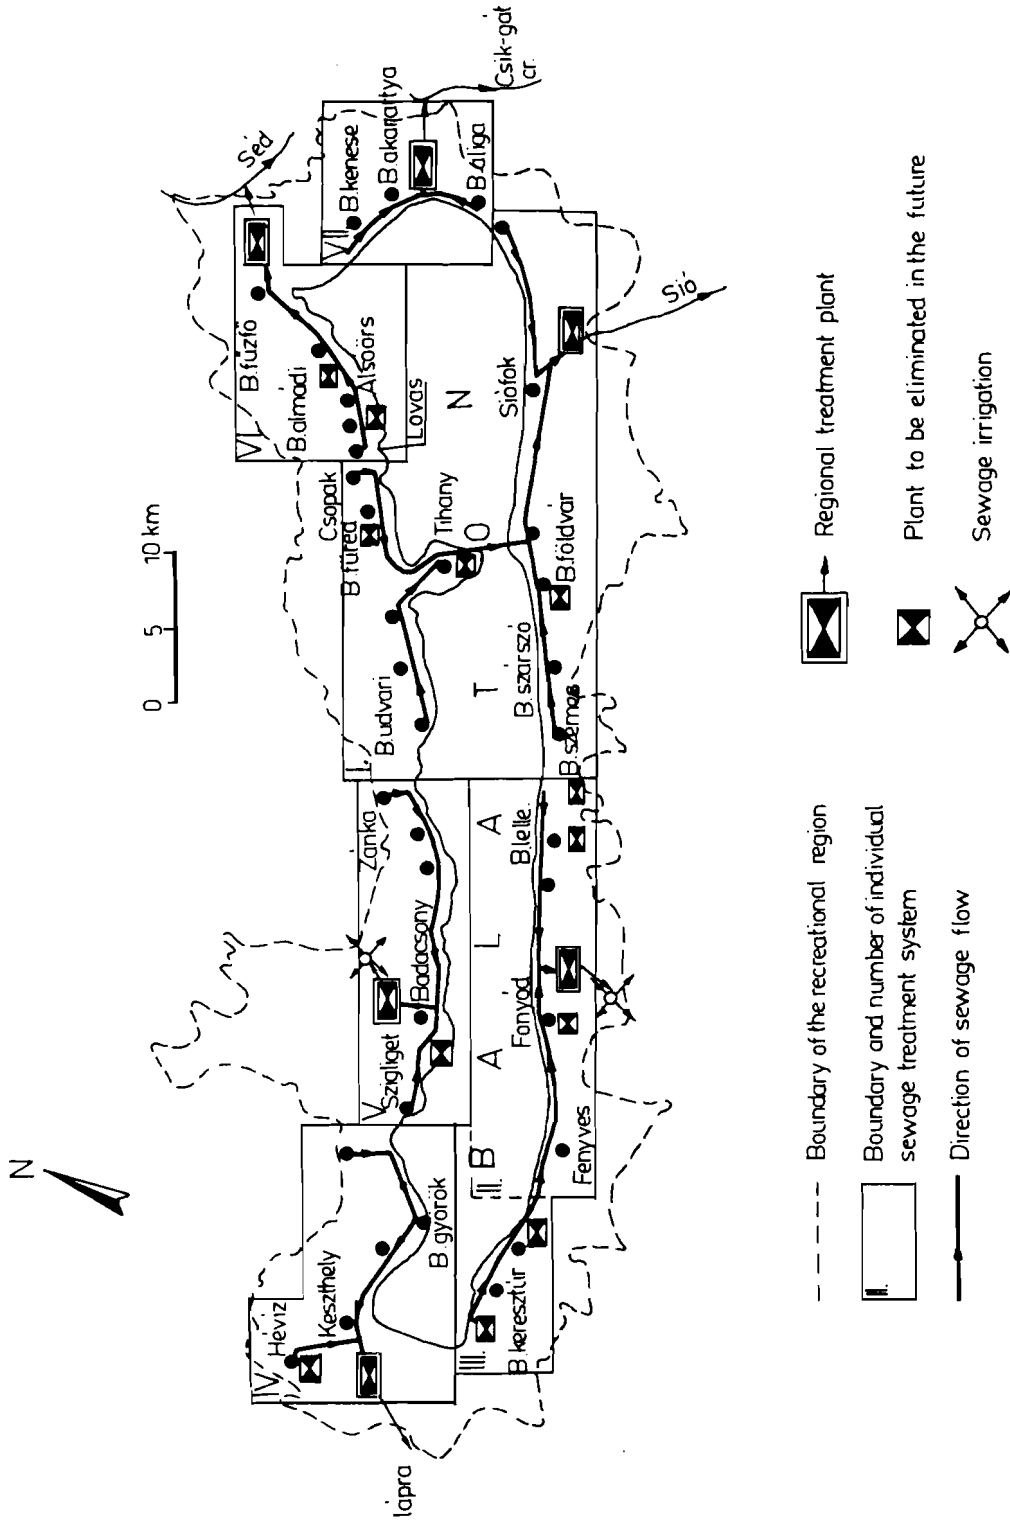 N
0 5 10 km
Séd
Csik-gát
cr.
VI.
B.fűzfő
B.almádi
Alsóörs
Lovas
VII
B.kenese
B.akarattya
B.aliga
Csopak
B.füred
Tihany
B.udvari
I.
Siófok
Sió
B.földvár
B.szárszó
B.szemes
Zánka
Badacsony
Szigliget
V
B.lelle
Fonyód
Fenyves
II.
B A L A T O N
Hévíz
Keszthely
B.györök
IV
III.
B.keresztúr
lápra
Boundary of the recreational region
III.
Boundary and number of individual
sewage treatment system
Direction of sewage flow
Regional treatment plant
Plant to be eliminated in the future
Sewage irrigation